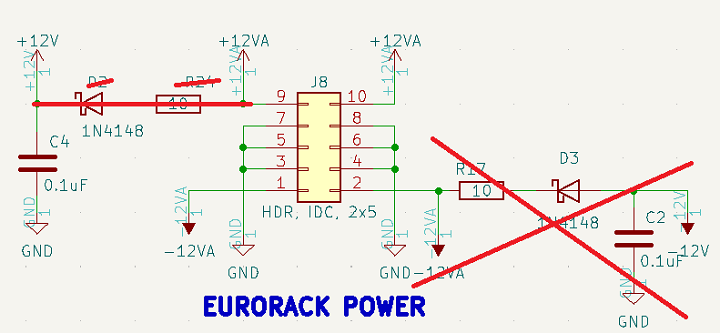 +12V
+12VA
+12VA
+12V
1
+12VA
1
+12VA
1
D2
R24
10
1N4148
C4
0.1uF
GND
1
GND
J8
9
10
7
8
5
6
3
4
1
2
HDR, IDC, 2x5
-12VA
1
-12VA
GND
1
GND
GND
1
GND
-12VA
1
-12VA
R17
10
D3
1N4148
C2
0.1uF
-12V
1
-12V
GND
1
GND
EURORACK POWER